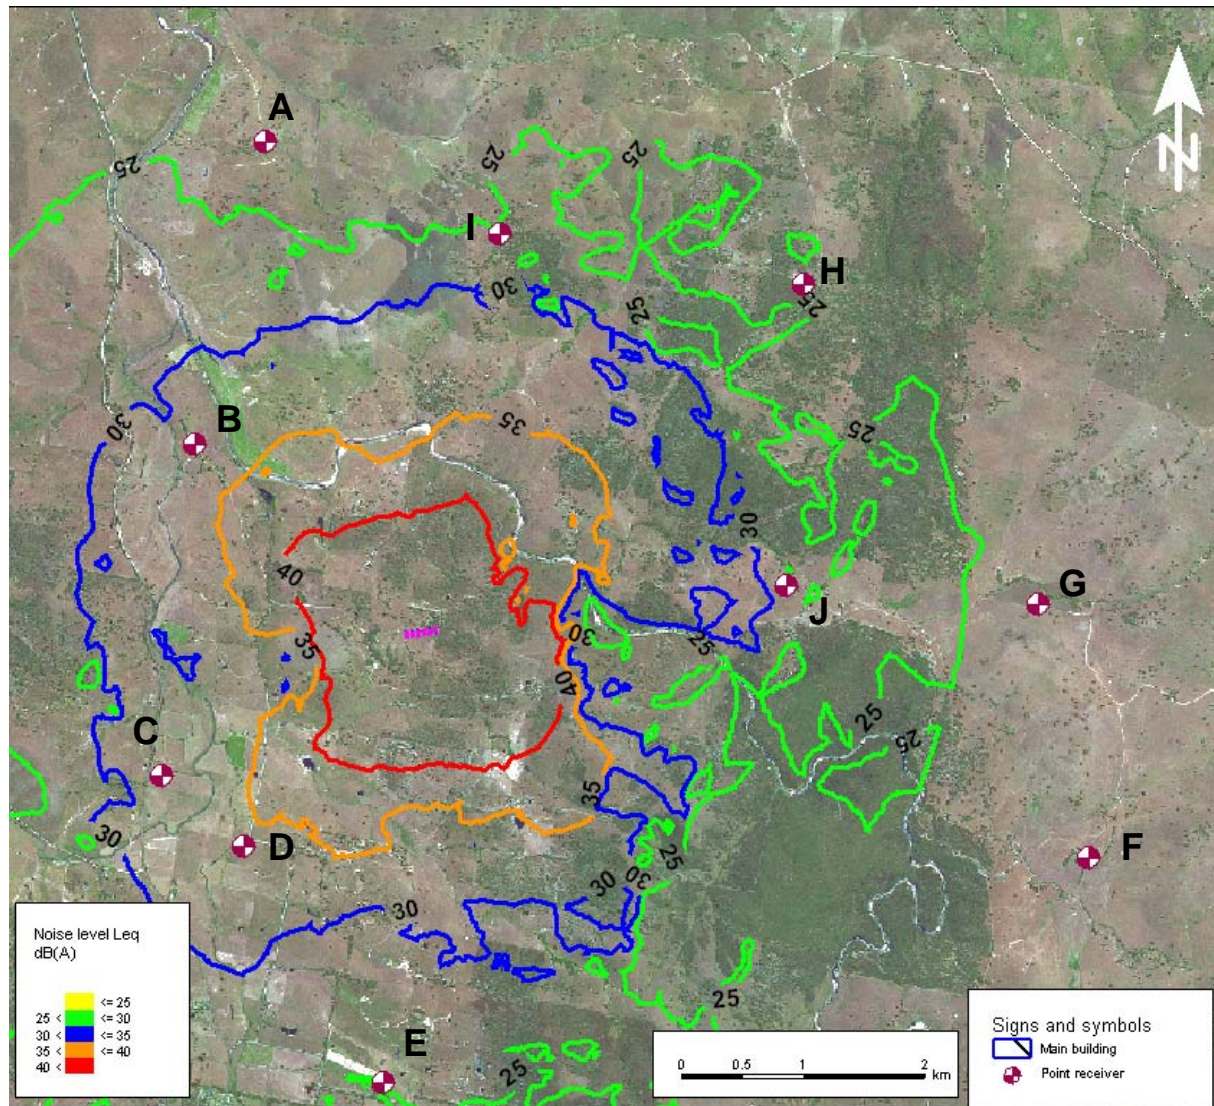 A
N
25
25
25
I
H
25
30
25
30
B
35
25
30
40
G
J
30
25
35
40
25
25
C
35
30
25
D
F
30
30
30
25
E
25
Noise level Leq
dB(A)
<= 25
25 < <= 30
30 < <= 35
35 < <= 40
40 <
0 0.5 1 2
km
Signs and symbols
Main building
Point receiver